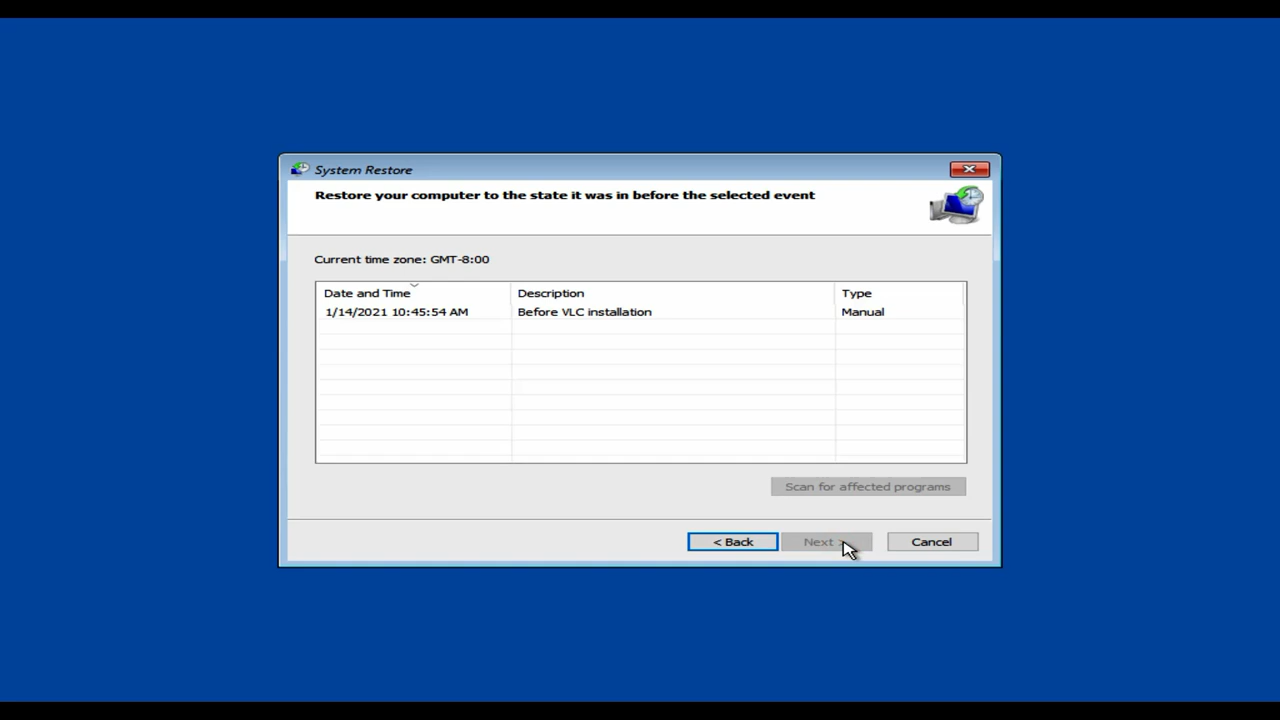 System Restore
Restore your computer to the state it was in before the selected event
Current time zone: GMT-8:00
Date and Time Description Type
1/14/2021 10:45:54 AM Before VLC installation Manual
Scan for affected programs
< Back Next > Cancel